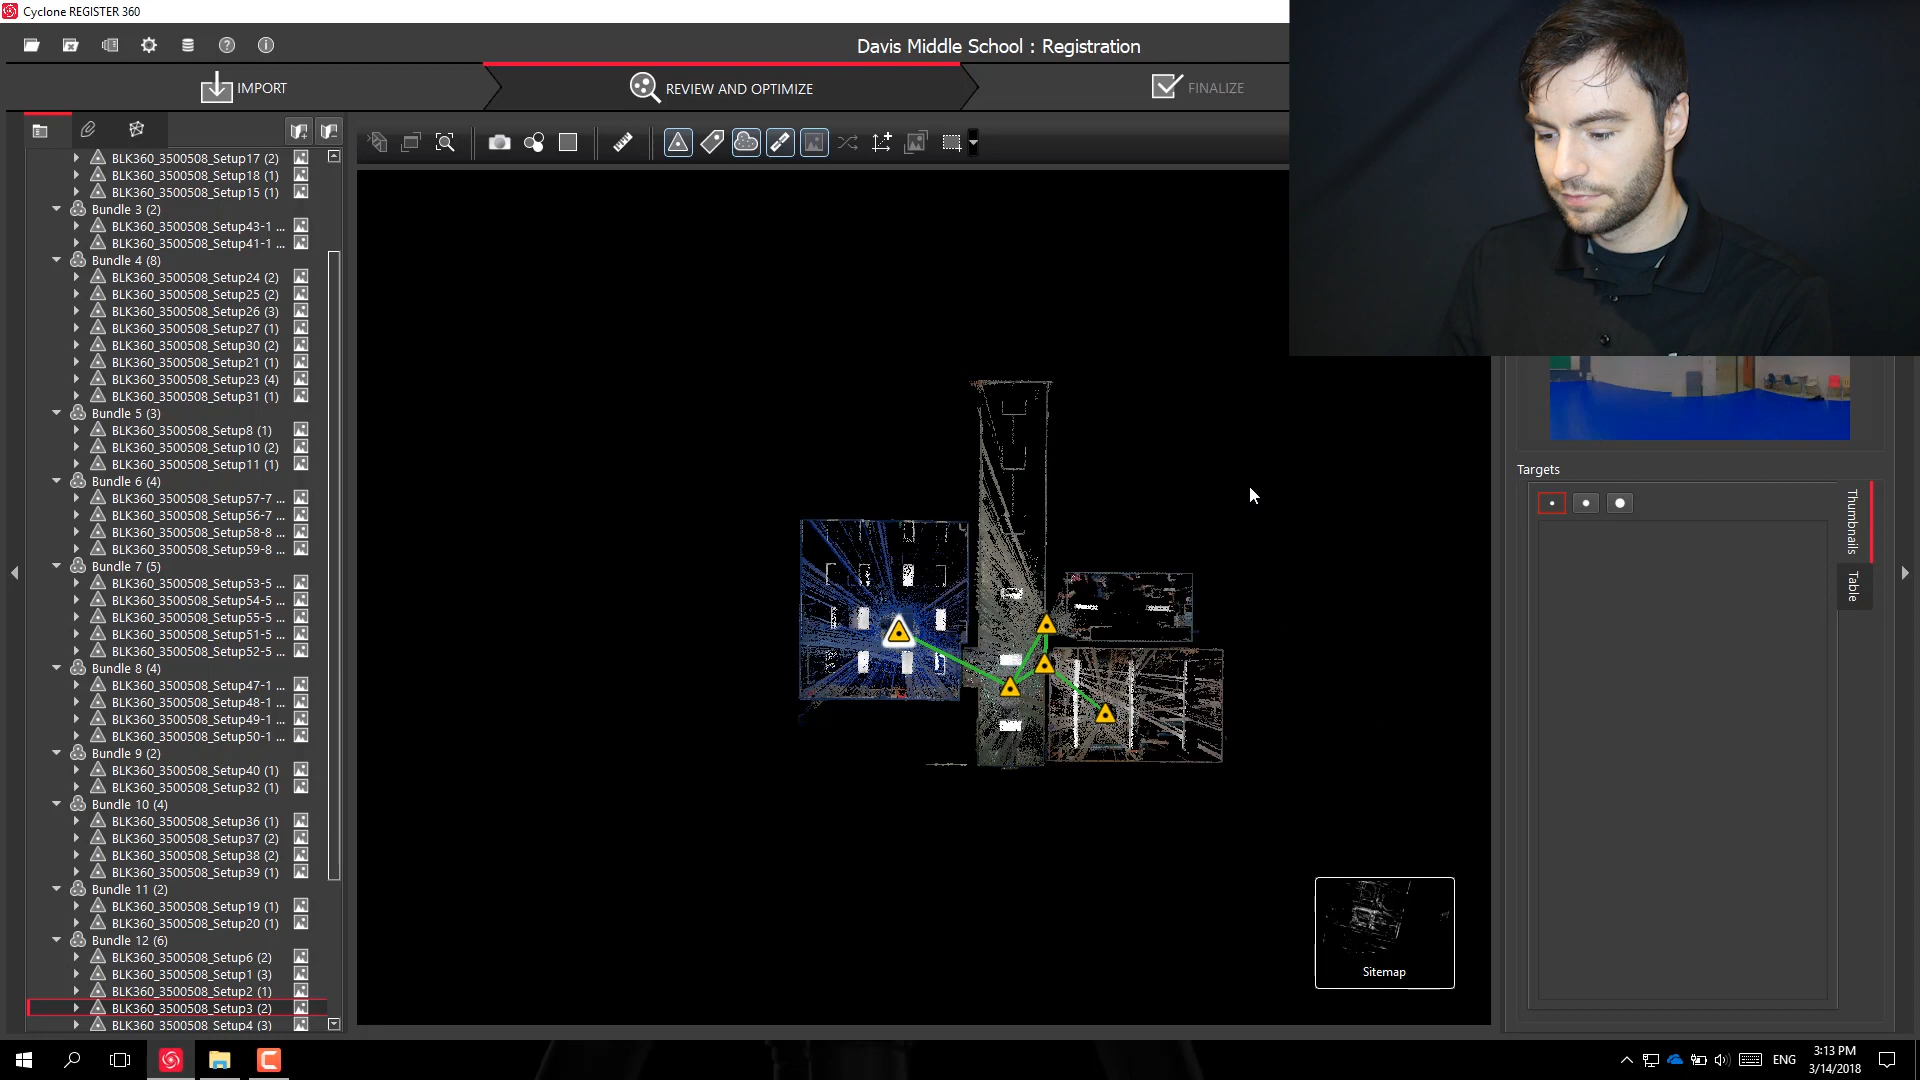 Cyclone REGISTER 360
Davis Middle School : Registration
IMPORT
REVIEW AND OPTIMIZE
FINALIZE
BLK360_3500508_Setup17 (2)
BLK360_3500508_Setup18 (1)
BLK360_3500508_Setup15 (1)
Bundle 3 (2)
BLK360_3500508_Setup43-1 ...
BLK360_3500508_Setup41-1 ...
Bundle 4 (8)
BLK360_3500508_Setup24 (2)
BLK360_3500508_Setup25 (2)
BLK360_3500508_Setup26 (3)
BLK360_3500508_Setup27 (1)
BLK360_3500508_Setup30 (2)
BLK360_3500508_Setup21 (1)
BLK360_3500508_Setup23 (4)
BLK360_3500508_Setup31 (1)
Bundle 5 (3)
BLK360_3500508_Setup8 (1)
BLK360_3500508_Setup10 (2)
BLK360_3500508_Setup11 (1)
Bundle 6 (4)
BLK360_3500508_Setup57-7 ...
BLK360_3500508_Setup56-7 ...
BLK360_3500508_Setup58-8 ...
BLK360_3500508_Setup59-8 ...
Bundle 7 (5)
BLK360_3500508_Setup53-5 ...
BLK360_3500508_Setup54-5 ...
BLK360_3500508_Setup55-5 ...
BLK360_3500508_Setup51-5 ...
BLK360_3500508_Setup52-5 ...
Bundle 8 (4)
BLK360_3500508_Setup47-1 ...
BLK360_3500508_Setup48-1 ...
BLK360_3500508_Setup49-1 ...
BLK360_3500508_Setup50-1 ...
Bundle 9 (2)
BLK360_3500508_Setup40 (1)
BLK360_3500508_Setup32 (1)
Bundle 10 (4)
BLK360_3500508_Setup36 (1)
BLK360_3500508_Setup37 (2)
BLK360_3500508_Setup38 (2)
BLK360_3500508_Setup39 (1)
Bundle 11 (2)
BLK360_3500508_Setup19 (1)
BLK360_3500508_Setup20 (1)
Bundle 12 (6)
BLK360_3500508_Setup6 (2)
BLK360_3500508_Setup1 (3)
BLK360_3500508_Setup2 (1)
BLK360_3500508_Setup3 (2)
BLK360_3500508_Setup4 (3)
Sitemap
Targets
Thumbnails
Table
ENG
3:13 PM
3/14/2018